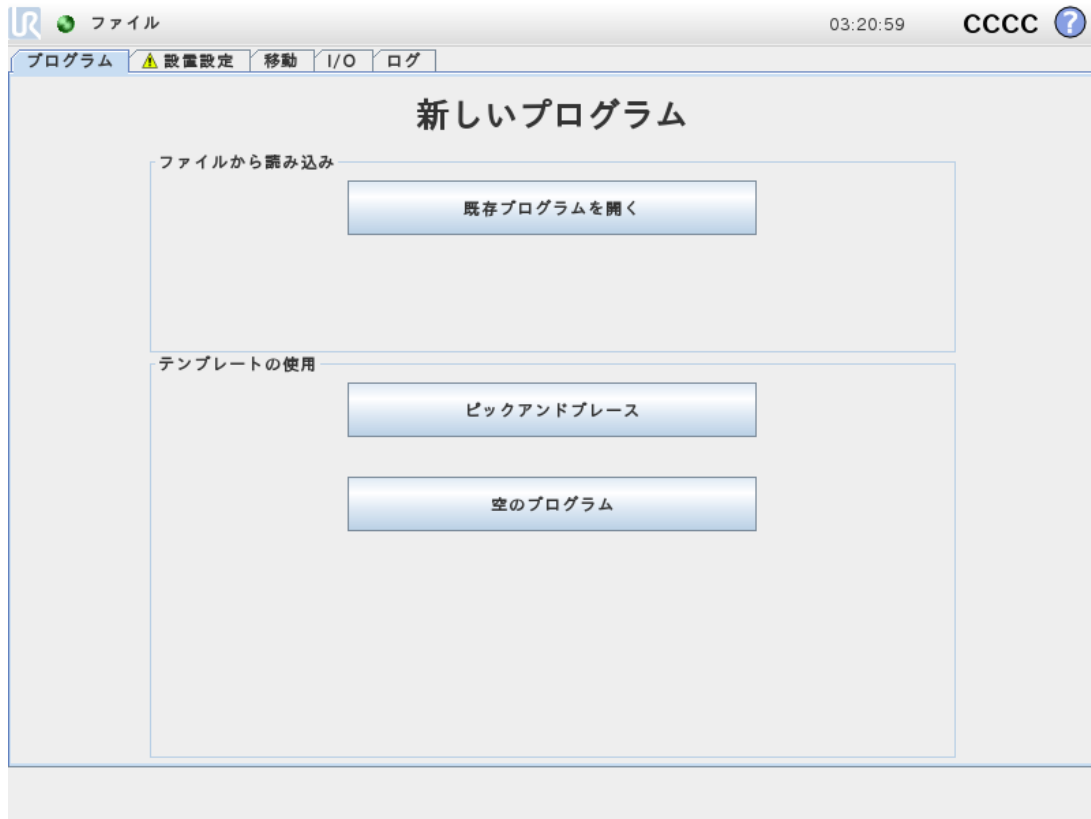 UR ファイル 03:20:59 CCCC ?
プログラム 設置設定 移動 I/O ログ
新しいプログラム
ファイルから読み込み
既存プログラムを開く
テンプレートの使用
ピックアンドプレース
空のプログラム